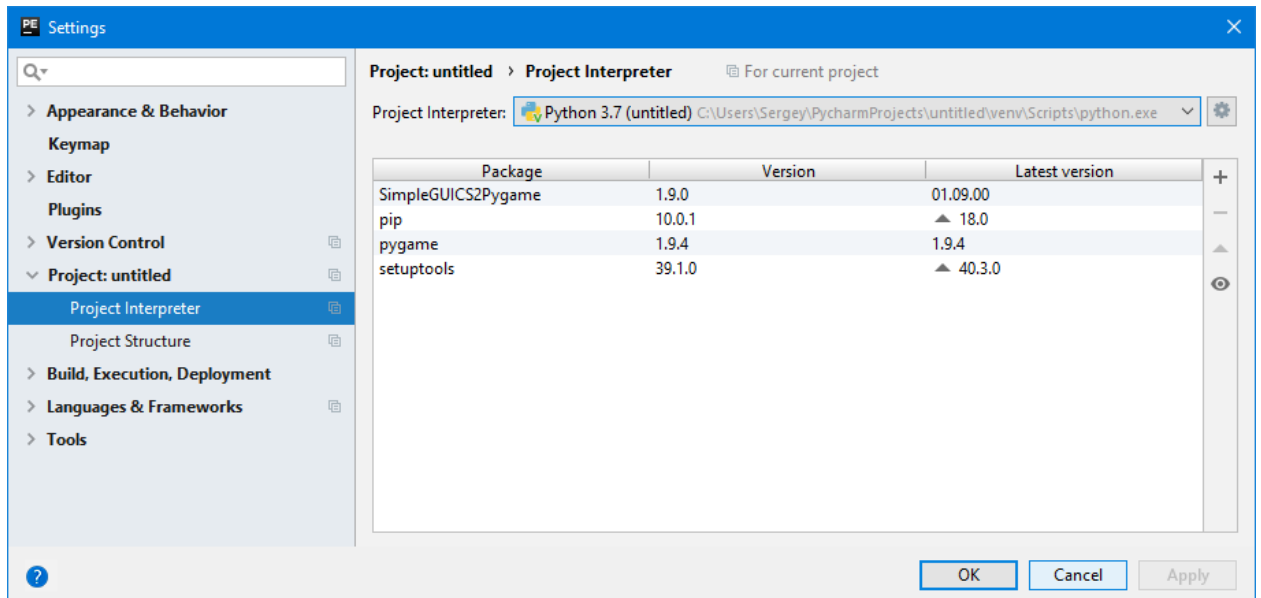 PE Settings
Project: untitled > Project Interpreter For current project
Project Interpreter: Python 3.7 (untitled) C:\Users\Sergey\PycharmProjects\untitled\venv\Scripts\python.exe
Appearance & Behavior
Keymap
Editor
Plugins
Version Control
Project: untitled
Project Interpreter
Project Structure
Build, Execution, Deployment
Languages & Frameworks
Tools
Package Version Latest version
SimpleGUICS2Pygame 1.9.0 01.09.00
pip 10.0.1 18.0
pygame 1.9.4 1.9.4
setuptools 39.1.0 40.3.0
?
OK Cancel Apply